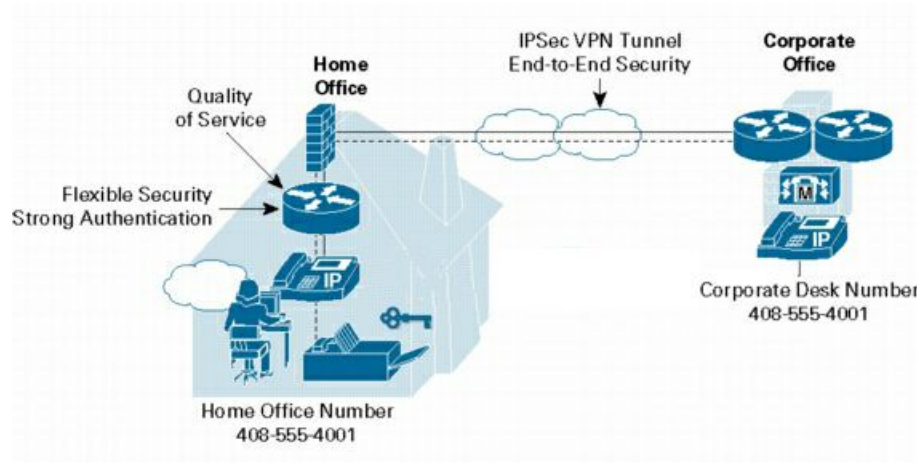 IPSec VPN Tunnel
End-to-End Security
Corporate
Office
Home
Office
Quality
of Service
Flexible Security
Strong Authentication
M
IP
IP
Corporate Desk Number
408-555-4001
Home Office Number
408-555-4001